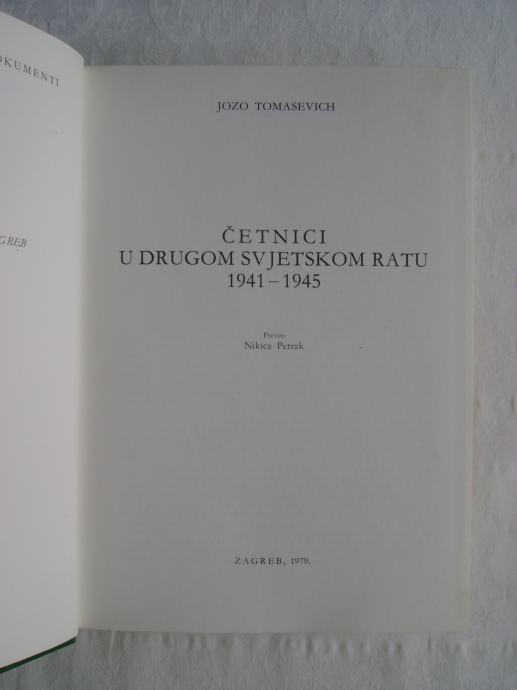 OKUMENTI
GREB
JOZO TOMASEVICH
ČETNICI
U DRUGOM SVJETSKOM RATU
1941 – 1945
Preveo
Nikica Petrak
ZAGREB, 1979.